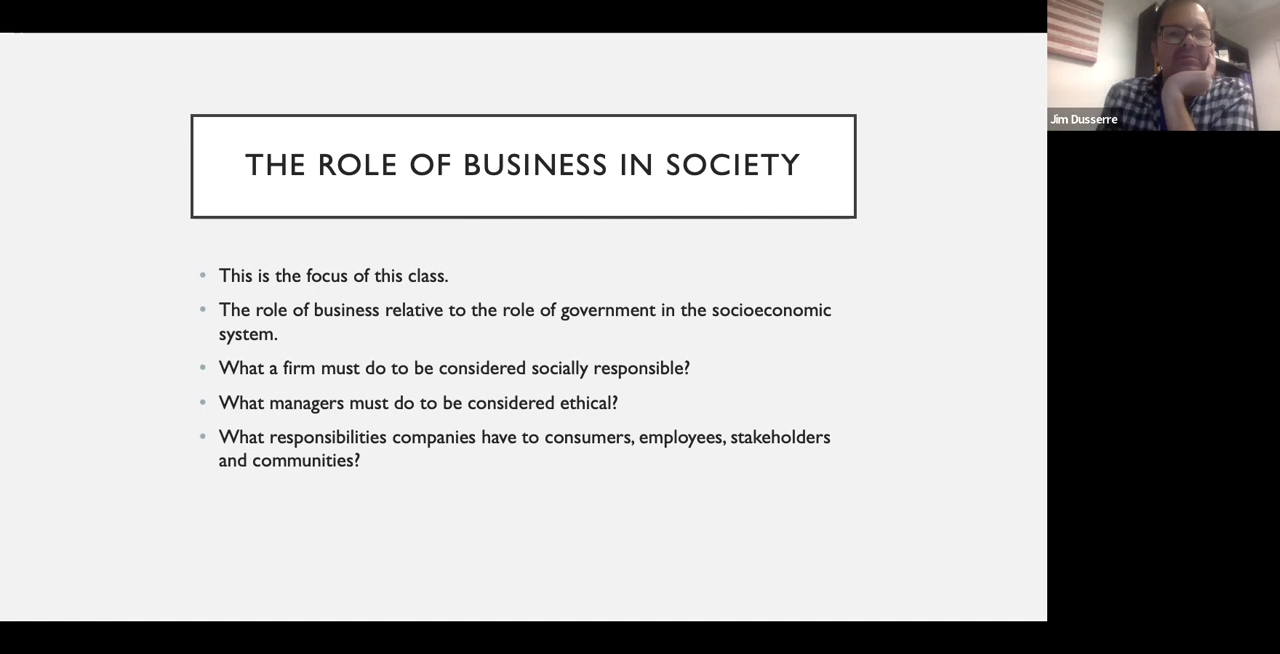 THE ROLE OF BUSINESS IN SOCIETY
• This is the focus of this class.
• The role of business relative to the role of government in the socioeconomic
system.
• What a firm must do to be considered socially responsible?
• What managers must do to be considered ethical?
• What responsibilities companies have to consumers, employees, stakeholders
and communities?
Jim Dusserre